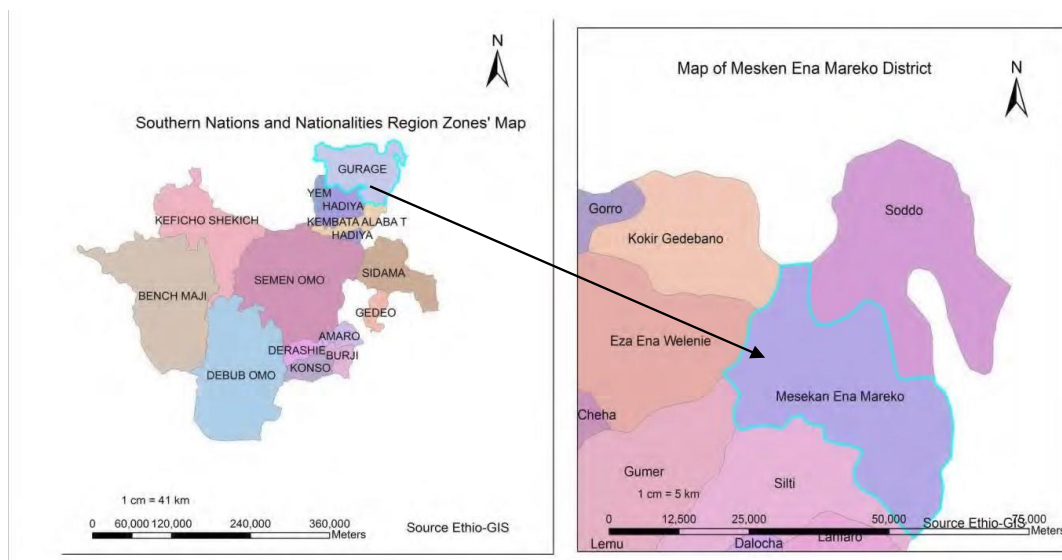 N
Southern Nations and Nationalities Region Zones' Map
GURAGE
YEM
HADIYA
KEFICHO SHEKICH
KEMBATA ALABA T
HADIYA
SIDAMA
SEMEN OMO
BENCH MAJI
GEDEO
AMARO
DERASHIE
BURJI
KONSO
DEBUB OMO
1 cm = 41 km
0 60,000 120,000 240,000 360,000
Meters
Source Ethio-GIS
Map of Mesken Ena Mareko District
N
Gorro
Soddo
Kokir Gedebano
Eza Ena Welenie
Mesekan Ena Mareko
Cheha
Gumer
Silti
1 cm = 5 km
0 12,500 25,000 50,000 75,000
Source Ethio-GIS
Meters
Lanfaro
Lemu
Dalocha